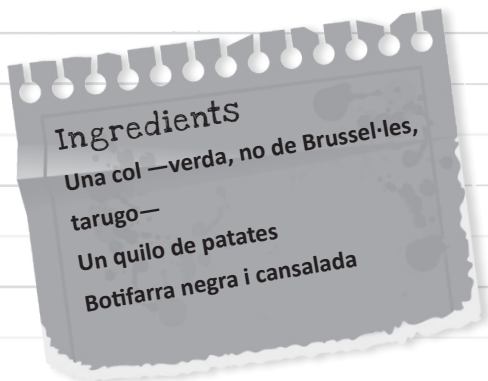 Ingredients
Una col —verda, no de Brussel·les,
tarugo—
Un quilo de patates
Botifarra negra i cansalada